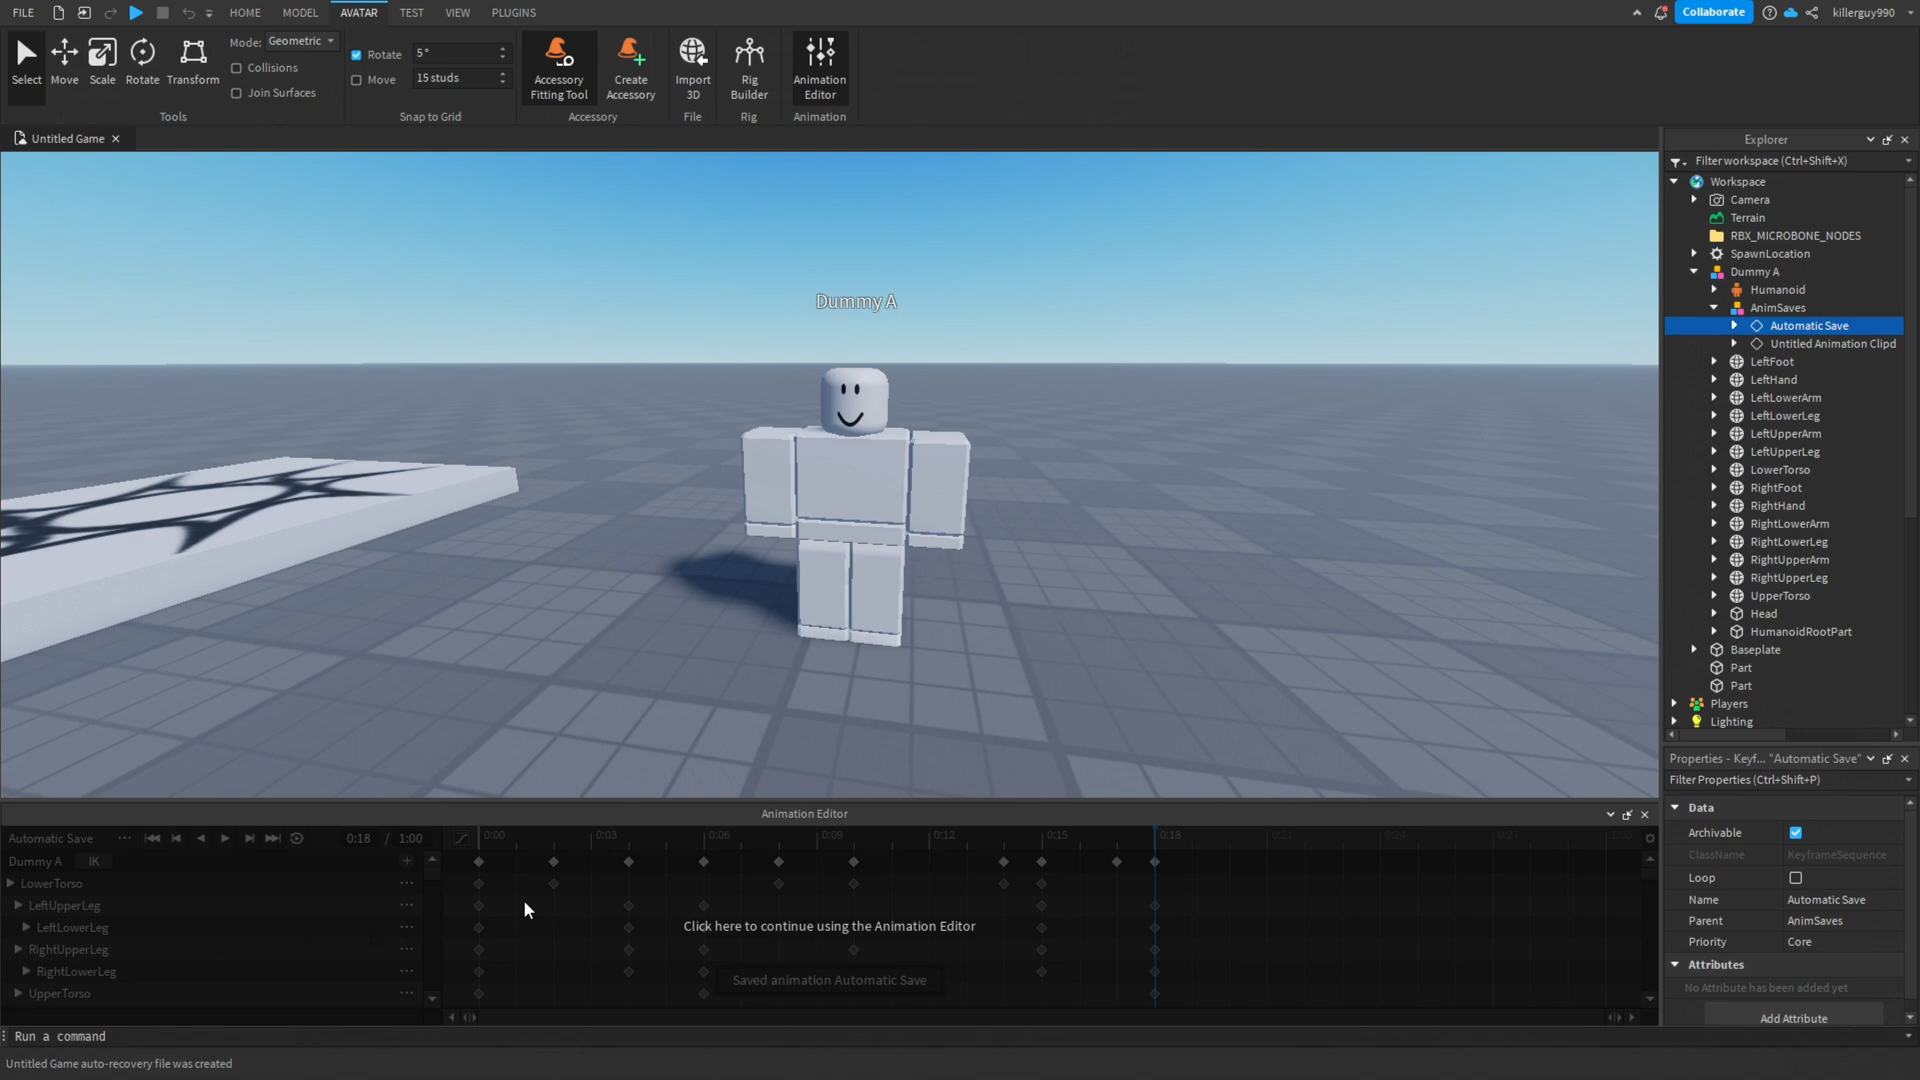 FILE HOME MODEL AVATAR TEST VIEW PLUGINS Collaborate killerguy990
Select Move Scale Rotate Transform
Mode: Geometric
Collisions
Join Surfaces
Tools
Rotate 5°
Move 15 studs
Snap to Grid
Accessory Fitting Tool
Create Accessory
Accessory
Import 3D
File
Rig Builder
Rig
Animation Editor
Animation
Untitled Game
Dummy A
Explorer
Filter workspace (Ctrl+Shift+X)
Workspace
Camera
Terrain
RBX_MICROBONE_NODES
SpawnLocation
Dummy A
Humanoid
AnimSaves
Automatic Save
Untitled Animation Clipd
LeftFoot
LeftHand
LeftLowerArm
LeftLowerLeg
LeftUpperArm
LeftUpperLeg
LowerTorso
RightFoot
RightHand
RightLowerArm
RightLowerLeg
RightUpperArm
RightUpperLeg
UpperTorso
Head
HumanoidRootPart
Baseplate
Part
Part
Players
Lighting
Properties - Keyf... "Automatic Save"
Filter Properties (Ctrl+Shift+P)
Data
Archivable
ClassName KeyframeSequence
Loop
Name Automatic Save
Parent AnimSaves
Priority Core
Attributes
No Attribute has been added yet
Add Attribute
Animation Editor
Automatic Save ... 0:18 / 1:00
0:00 0:03 0:06 0:09 0:12 0:15 0:18 0:21 0:24 0:27 1:00
Dummy A IK
LowerTorso ...
LeftUpperLeg ...
LeftLowerLeg ...
RightUpperLeg ...
RightLowerLeg ...
UpperTorso ...
Click here to continue using the Animation Editor
Saved animation Automatic Save
Run a command
Untitled Game auto-recovery file was created